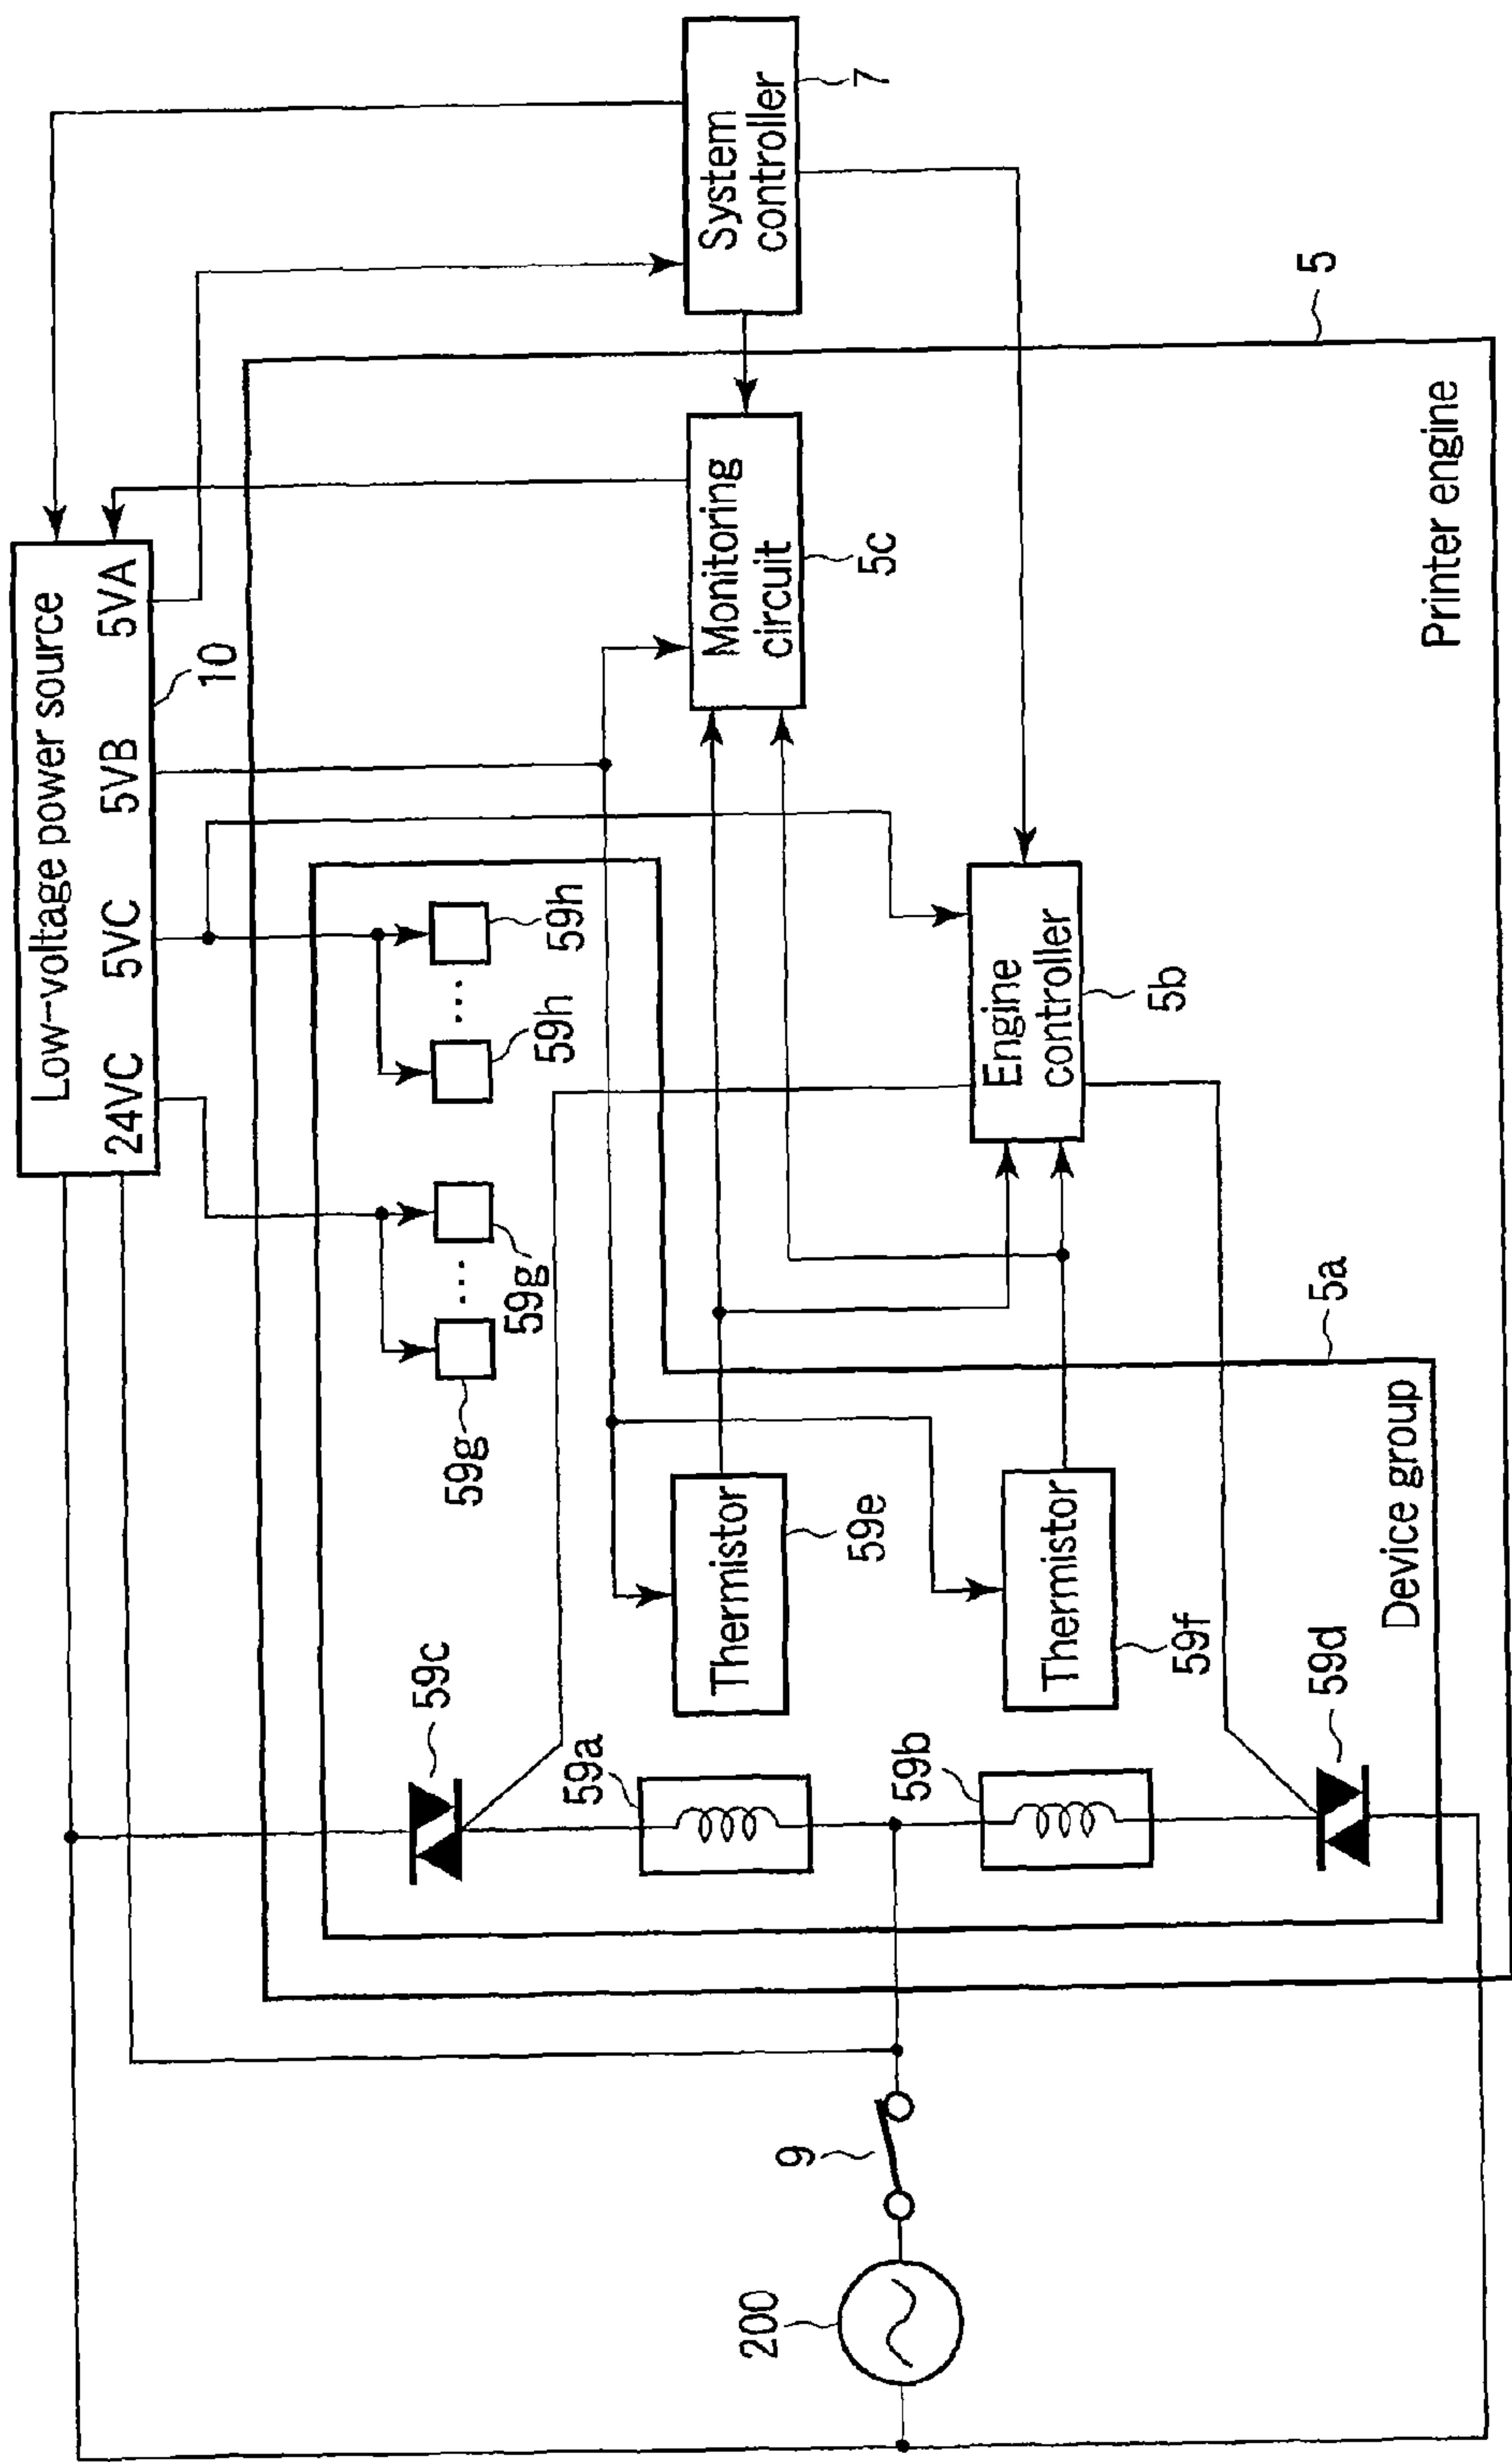 Low-voltage power source
24VC 5VC 5VB 5VA
10
System
controller
7
59g
59g
...
59h
59h
...
Monitoring
circuit
5c
5
59c
59a
Thermistor
59e
Engine
controller
5b
59b
Thermistor
59f
59d
Device group
5a
Printer engine
200
9